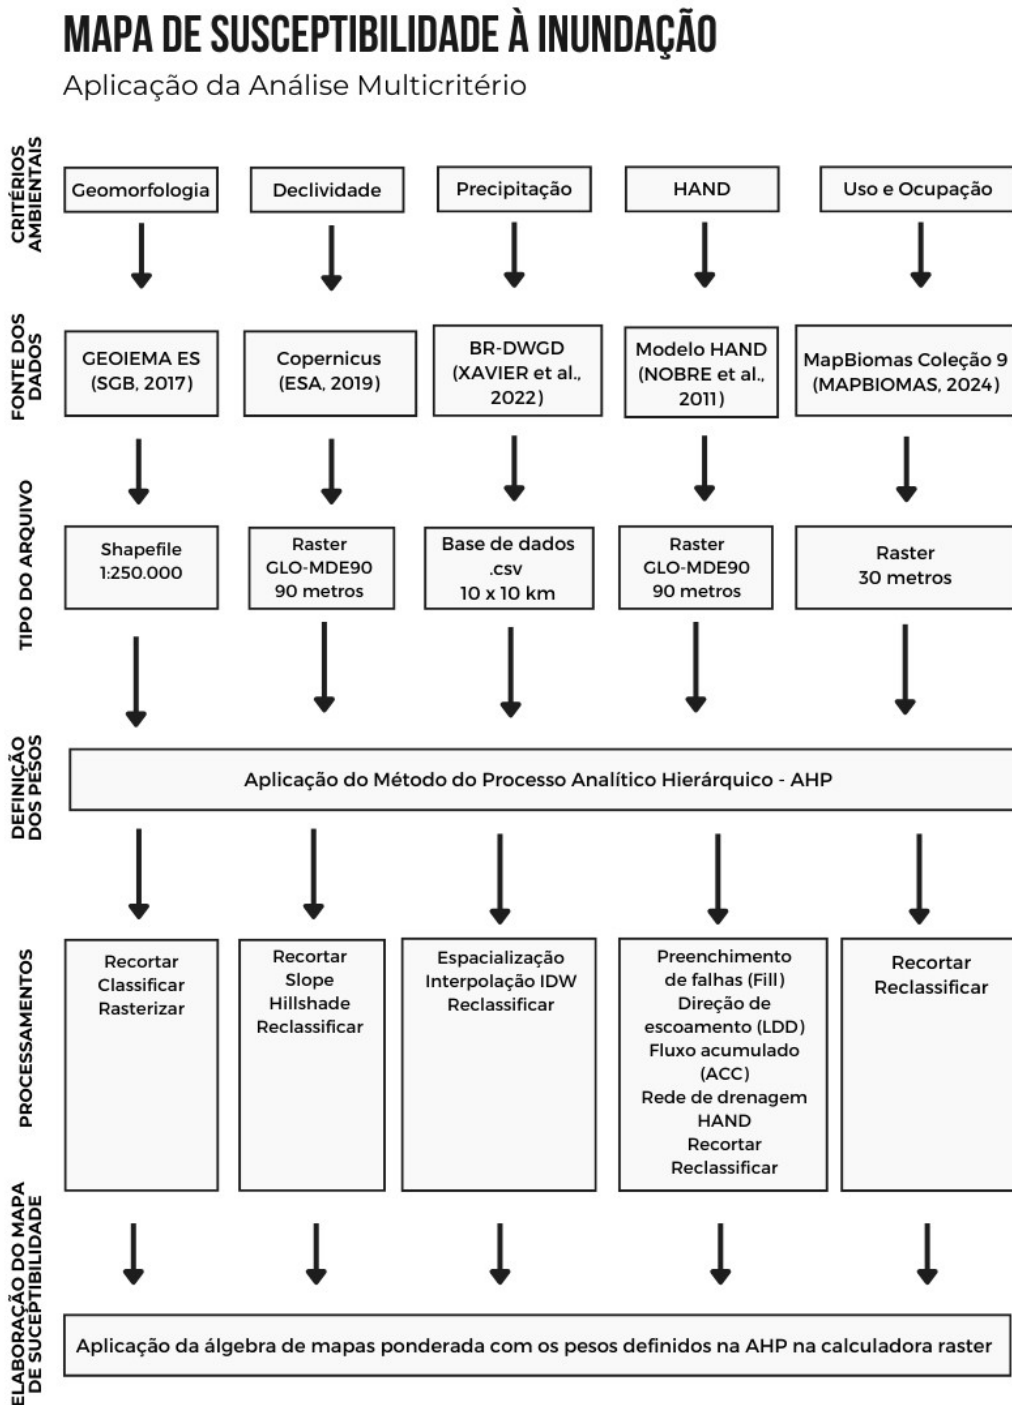 MAPA DE SUSCEPTIBILIDADE À INUNDAÇÃO
Aplicação da Análise Multicritério
CRITÉRIOS
AMBIENTAIS
Geomorfologia
Declividade
Precipitação
HAND
Uso e Ocupação
FONTE DOS
DADOS
GEOIEMA ES
(SGB, 2017)
Copernicus
(ESA, 2019)
BR-DWGD
(XAVIER et al.,
2022)
Modelo HAND
(NOBRE et al.,
2011)
MapBiomas Coleção 9
(MAPBIOMAS, 2024)
TIPO DO ARQUIVO
Shapefile
1:250.000
Raster
GLO-MDE90
90 metros
Base de dados
.csv
10 x 10 km
Raster
GLO-MDE90
90 metros
Raster
30 metros
DEFINIÇÃO
DOS PESOS
Aplicação do Método do Processo Analítico Hierárquico - AHP
PROCESSAMENTOS
Recortar
Classificar
Rasterizar
Recortar
Slope
Hillshade
Reclassificar
Espacialização
Interpolação IDW
Reclassificar
Preenchimento
de falhas (Fill)
Direção de
escoamento (LDD)
Fluxo acumulado
(ACC)
Rede de drenagem
HAND
Recortar
Reclassificar
Recortar
Reclassificar
ELABORAÇÃO DO MAPA
DE SUCEPTIBILIDADE
Aplicação da álgebra de mapas ponderada com os pesos definidos na AHP na calculadora raster